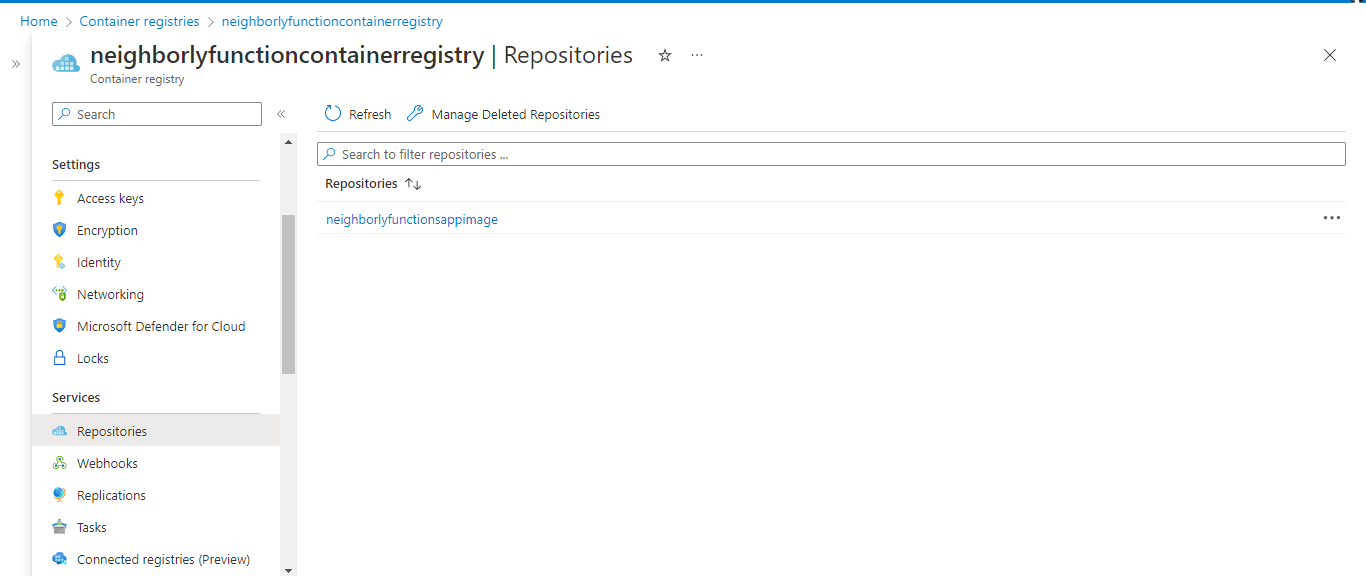 Home > Container registries > neighborlyfunctioncontainerregistry
»
neighborlyfunctioncontainerregistry | Repositories ☆ ···
Container registry
Search «
Settings
Access keys
Encryption
Identity
Networking
Microsoft Defender for Cloud
Locks
Services
Repositories
Webhooks
Replications
Tasks
Connected registries (Preview)
Refresh Manage Deleted Repositories
Search to filter repositories ...
Repositories ↑↓
neighborlyfunctionsappimage ···